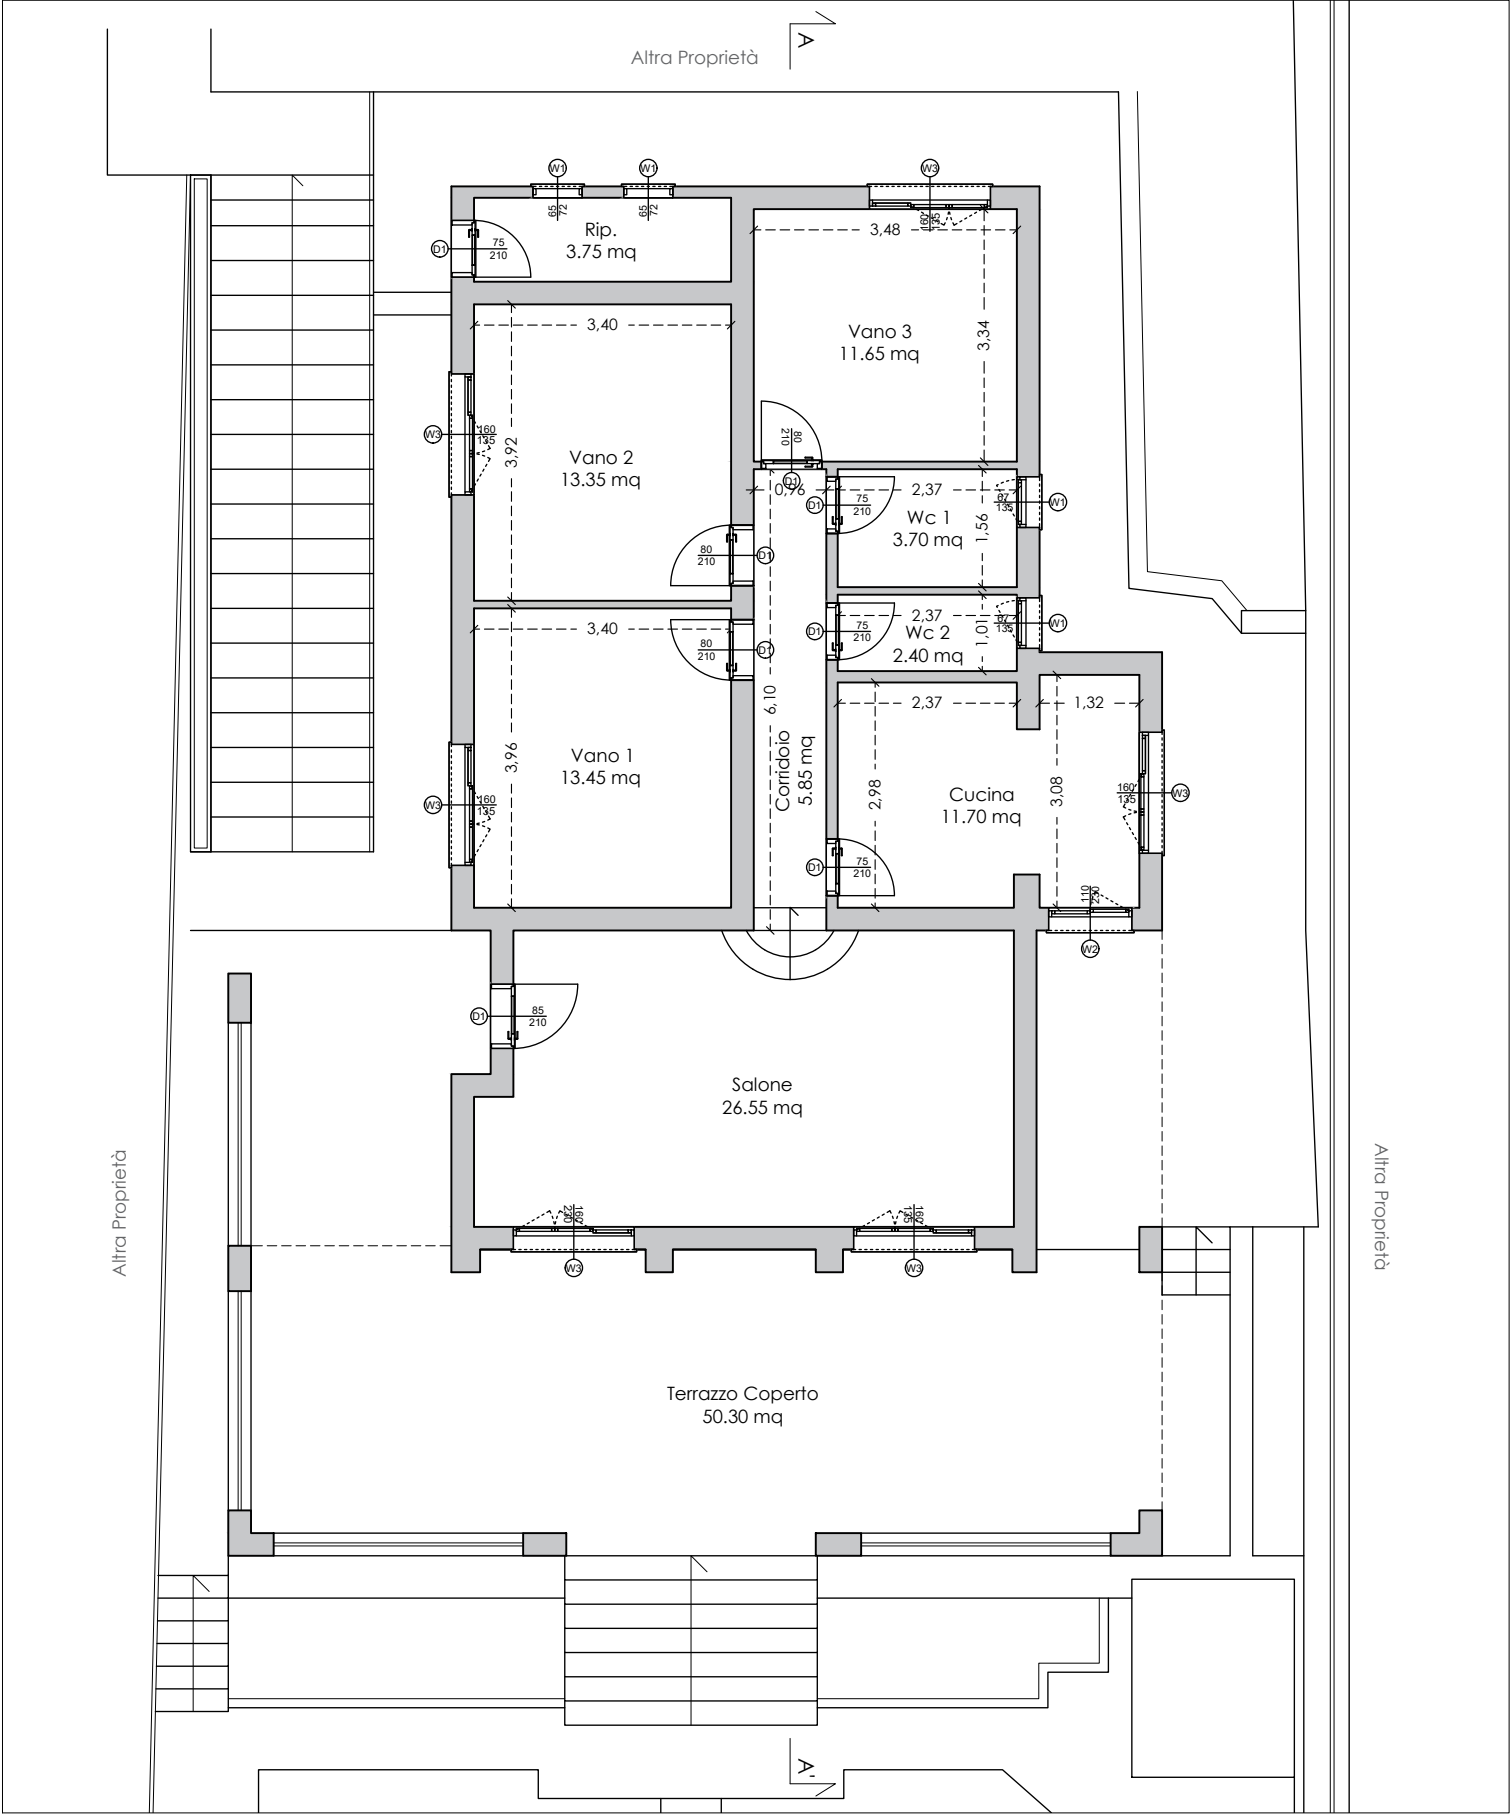 Altra Proprietà
A
W1
W1
W3
65
72
65
72
160
135
Rip.
3.75 mq
D1
75
210
3,48
3,40
Vano 3
11.65 mq
3,34
W3
160
135
3,92
Vano 2
13.35 mq
80
210
D1
0,96
D1
75
210
2,37
Wc 1
3.70 mq
1,56
67
135
W1
80
210
D1
D1
75
210
2,37
Wc 2
2.40 mq
1,01
67
135
W1
3,40
80
210
D1
6,10
2,37
1,32
3,96
Vano 1
13.45 mq
W3
160
135
Corridoio
5.85 mq
2,98
Cucina
11.70 mq
3,08
160
135
W3
D1
75
210
110
230
W2
D1
85
210
Salone
26.55 mq
Altra Proprietà
Altra Proprietà
160
230
W3
160
135
W3
Terrazzo Coperto
50.30 mq
A'